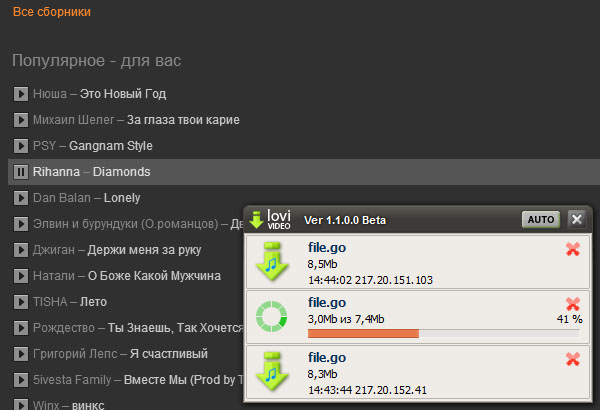 Все сборники
Популярное - для вас
Нюша – Это Новый Год
Михаил Шелег – За глаза твои карие
PSY – Gangnam Style
Rihanna – Diamonds
Dan Balan – Lonely
Элвин и бурундуки (О.романцов) –
Джиган – Держи меня за руку
Натали – О Боже Какой Мужчина
TISHA – Лето
Рождество – Ты Знаешь, Так Хочется
Григорий Лепс – Я счастливый
5ivesta Family – Вместе Мы (Prod by
Winx – винкс
lovi VIDEO Ver 1.1.0.0 Beta AUTO
file.go
8,5Mb
14:44:02 217.20.151.103
file.go
3,0Mb из 7,4Mb 41 %
file.go
8,3Mb
14:43:44 217.20.152.41